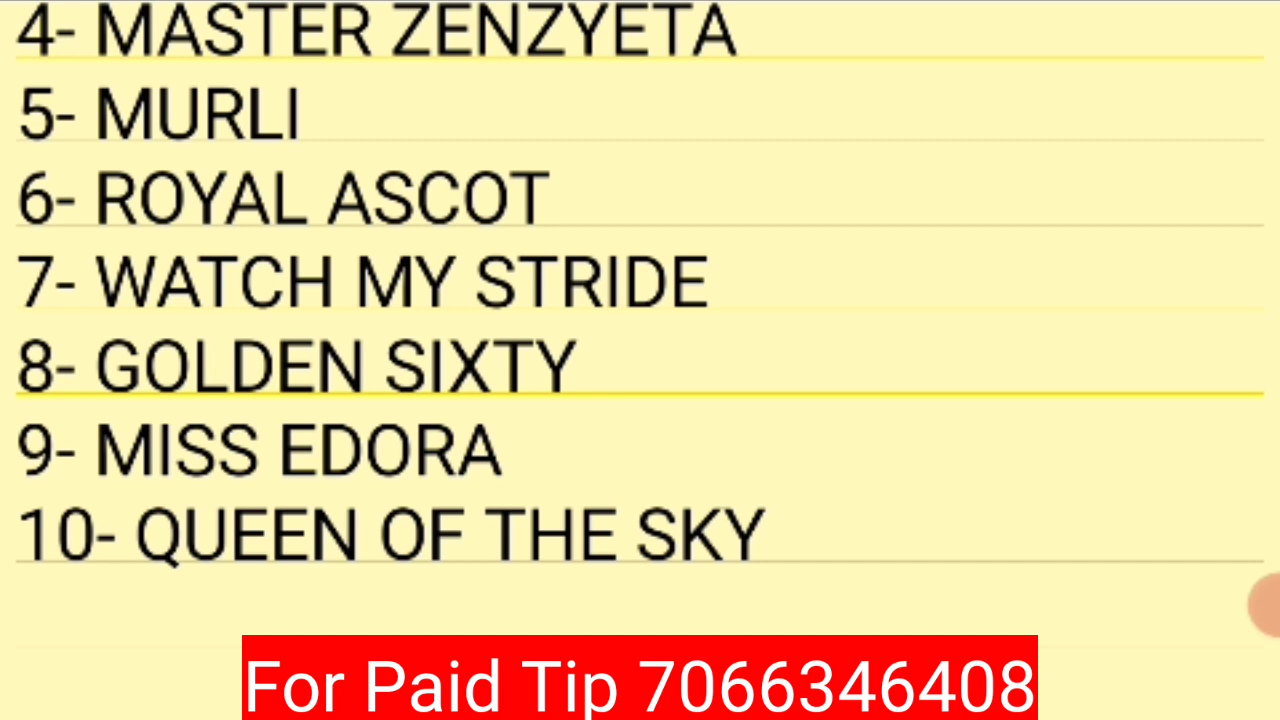 4- MASTER ZENZYETA
5- MURLI
6- ROYAL ASCOT
7- WATCH MY STRIDE
8- GOLDEN SIXTY
9- MISS EDORA
10- QUEEN OF THE SKY
For Paid Tip 7066346408